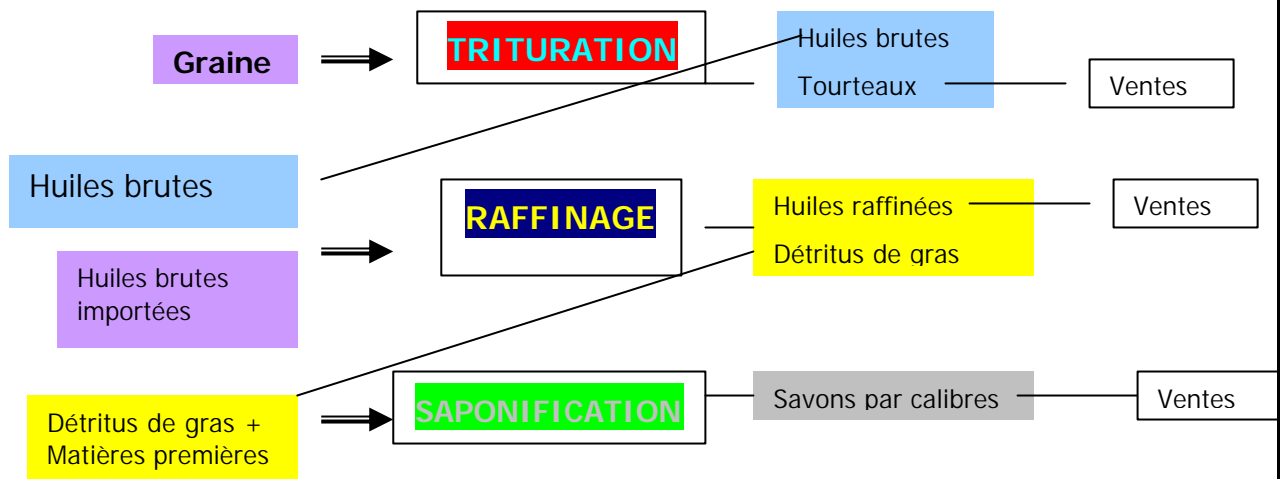 Graine
TRITURATION
Huiles brutes
Tourteaux
Ventes
Huiles brutes
Huiles brutes
importées
RAFFINAGE
Huiles raffinées
Détritus de gras
Ventes
Détritus de gras +
Matières premières
SAPONIFICATION
Savons par calibres
Ventes